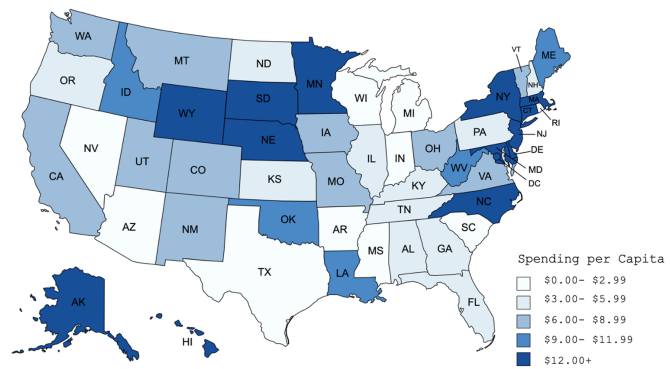 WA
OR
CA
NV
ID
MT
WY
UT
AZ
CO
NM
ND
SD
NE
KS
OK
TX
MN
IA
MO
AR
LA
WI
IL
MI
IN
OH
KY
TN
MS
AL
GA
FL
SC
NC
VA
WV
PA
NY
VT
NH
ME
MA
CT
RI
NJ
DE
MD
DC
AK
HI
Spending per Capita
$0.00- $2.99
$3.00- $5.99
$6.00- $8.99
$9.00- $11.99
$12.00+